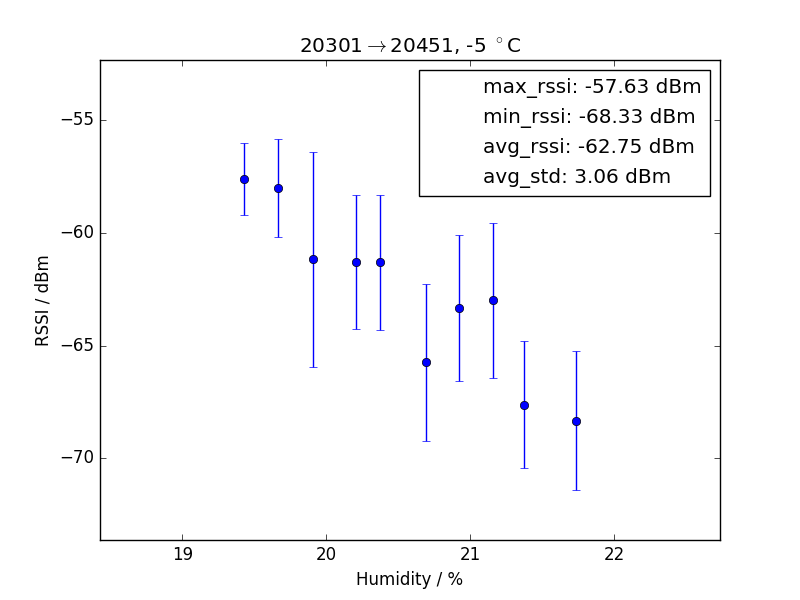 20301→20451, -5 °C
max_rssi: -57.63 dBm
min_rssi: -68.33 dBm
avg_rssi: -62.75 dBm
avg_std: 3.06 dBm
RSSI / dBm
−55
−60
−65
−70
19 20 21 22
Humidity / %